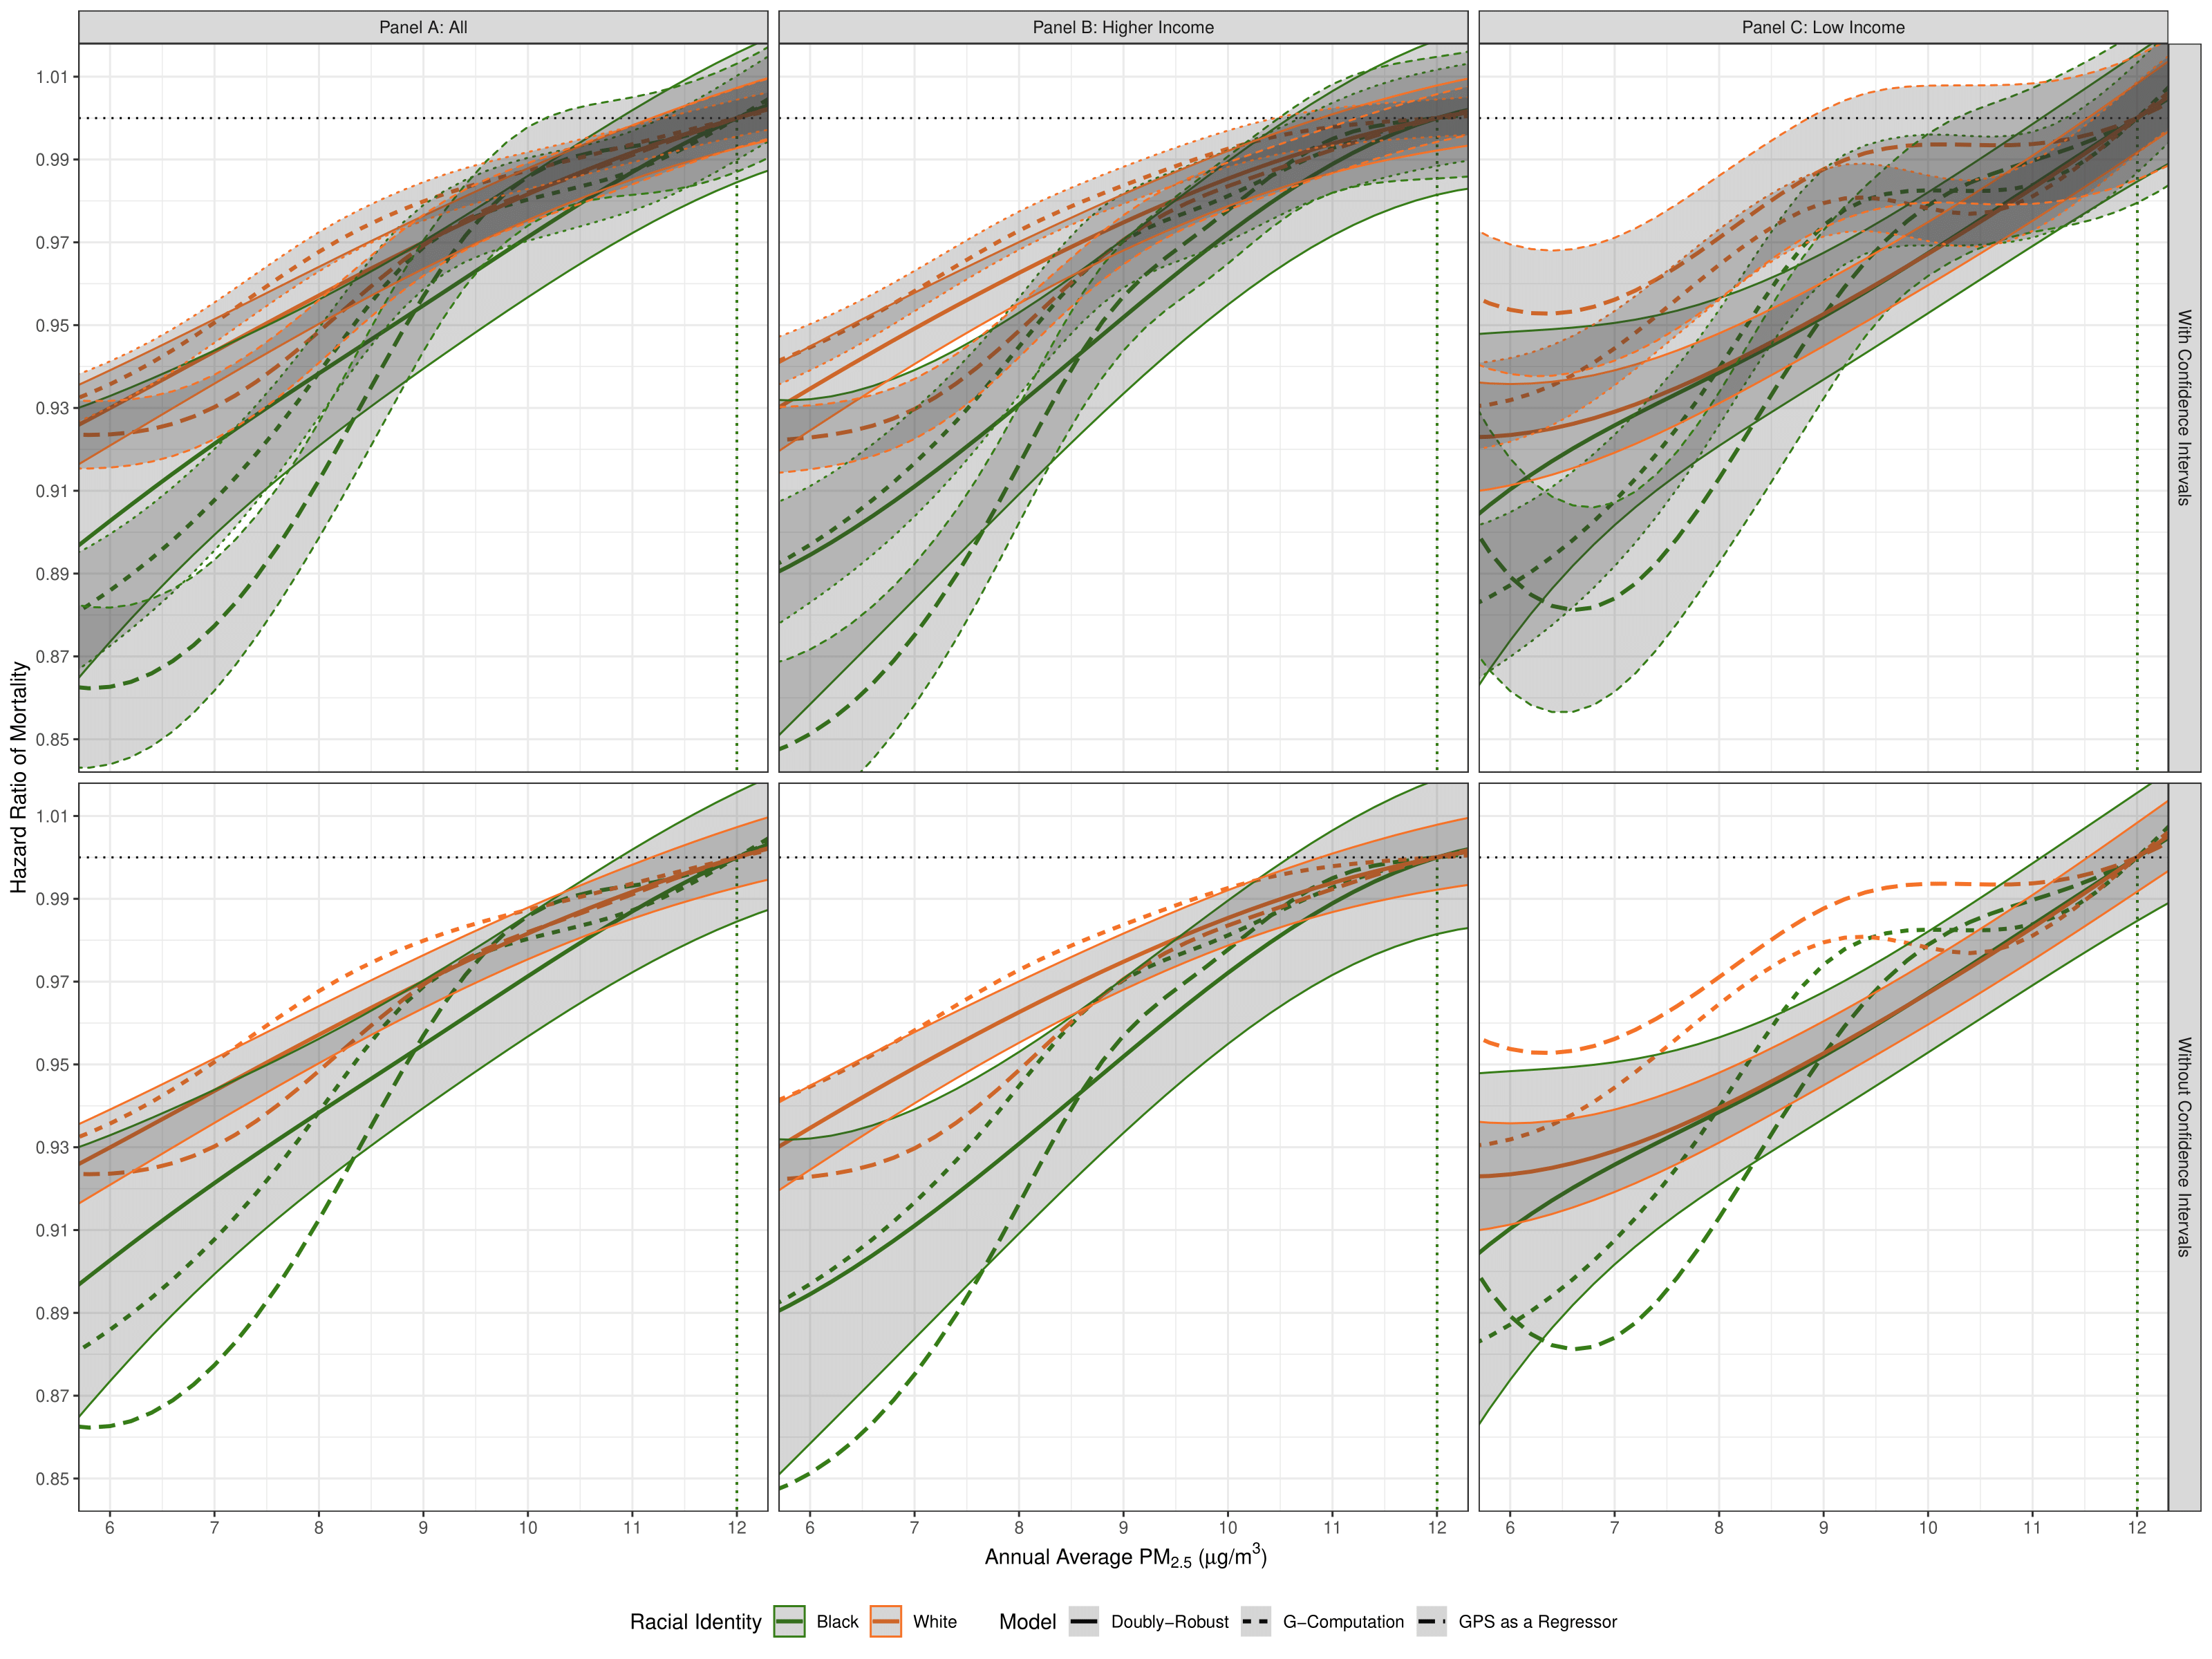 Panel A: All
Panel B: Higher Income
Panel C: Low Income
1.01
0.99
0.97
0.95
0.93
0.91
0.89
0.87
0.85
With Confidence Intervals
Hazard Ratio of Mortality
1.01
0.99
0.97
0.95
0.93
0.91
0.89
0.87
0.85
Without Confidence Intervals
6 7 8 9 10 11 12
6 7 8 9 10 11 12
6 7 8 9 10 11 12
Annual Average PM2.5 (μg/m³)
Racial Identity Black White Model Doubly−Robust G−Computation GPS as a Regressor